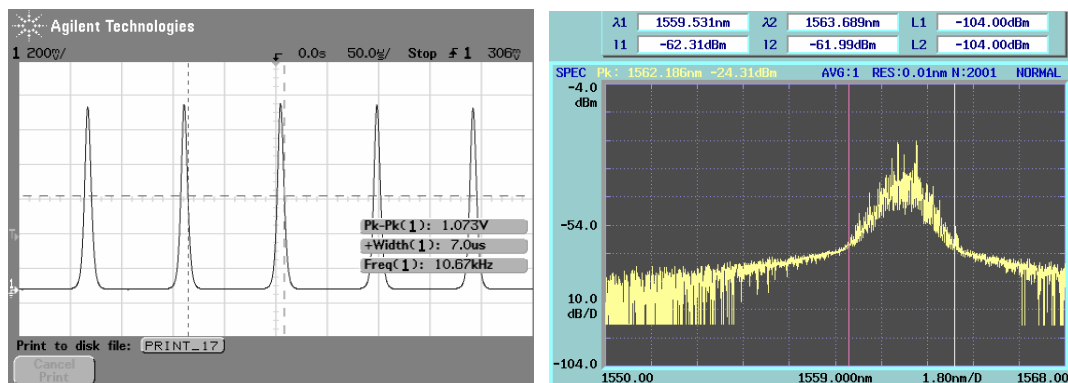 Agilent Technologies
1 200㎷/ 0.0s 50.0㎲/ Stop 1 306㎷
Pk-Pk(1): 1.073V
+Width(1): 7.0us
Freq(1): 10.67kHz
Print to disk file: PRINT_17
Cancel
Print
λ1 1559.531nm λ2 1563.689nm L1 -104.00dBm
l1 -62.31dBm l2 -61.99dBm L2 -104.00dBm
SPEC Pk: 1562.186nm -24.31dBm AVG:1 RES:0.01nm N:2001 NORMAL
-4.0
dBm
-54.0
10.0
dB/D
-104.0
1550.00 1559.000nm 1.80nm/D 1568.00